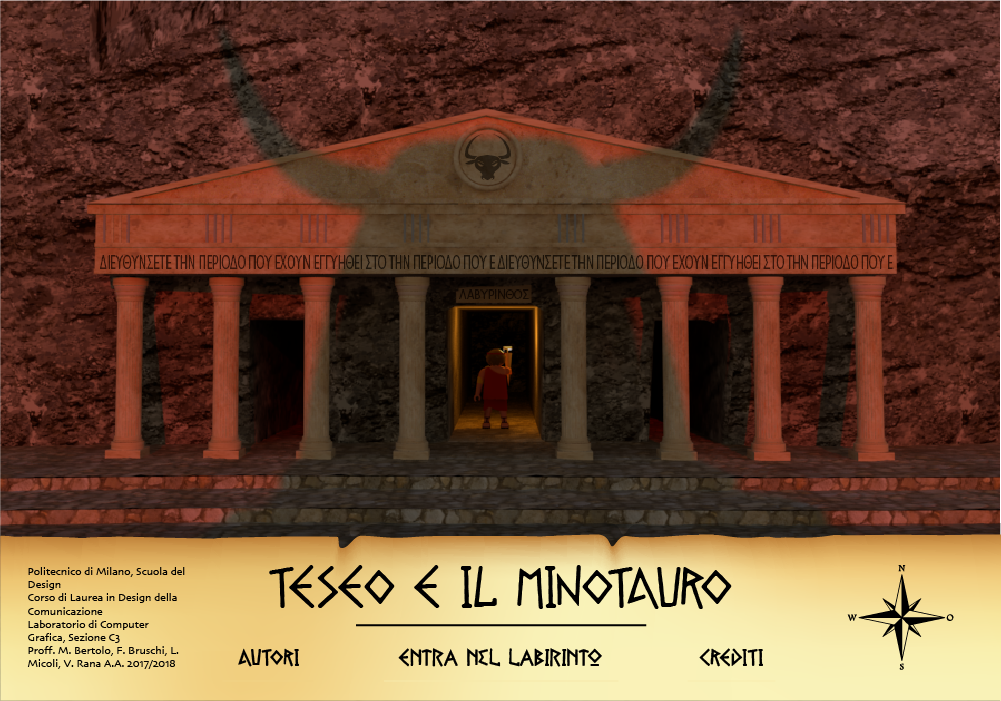 ΔΙΕΥΘΥΝΣΕΤΕ ΤΗΝ ΠΕΡΙΟΔΟ ΠΟΥ ΕΧΟΥΝ ΕΓΓΥΗΘΕΙ ΣΤΟ ΤΗΝ ΠΕΡΙΟΔΟ ΠΟΥ Ε ΔΙΕΥΘΥΝΣΕΤΕ ΤΗΝ ΠΕΡΙΟΔΟ ΠΟΥ ΕΧΟΥΝ ΕΓΓΥΗΘΕΙ ΣΤΟ ΤΗΝ ΠΕΡΙΟΔΟ ΠΟΥ Ε
ΛΑΒΥΡΙΝΘΟΣ
TESEO E IL MINOTAURO
Politecnico di Milano, Scuola del
Design
Corso di Laurea in Design della
Comunicazione
Laboratorio di Computer
Grafica, Sezione C3
Proff. M. Bertolo, F. Bruschi, L.
Micoli, V. Rana A.A. 2017/2018
AUTORI
ENTRA NEL LABIRINTO
CREDITI
N
W O
S